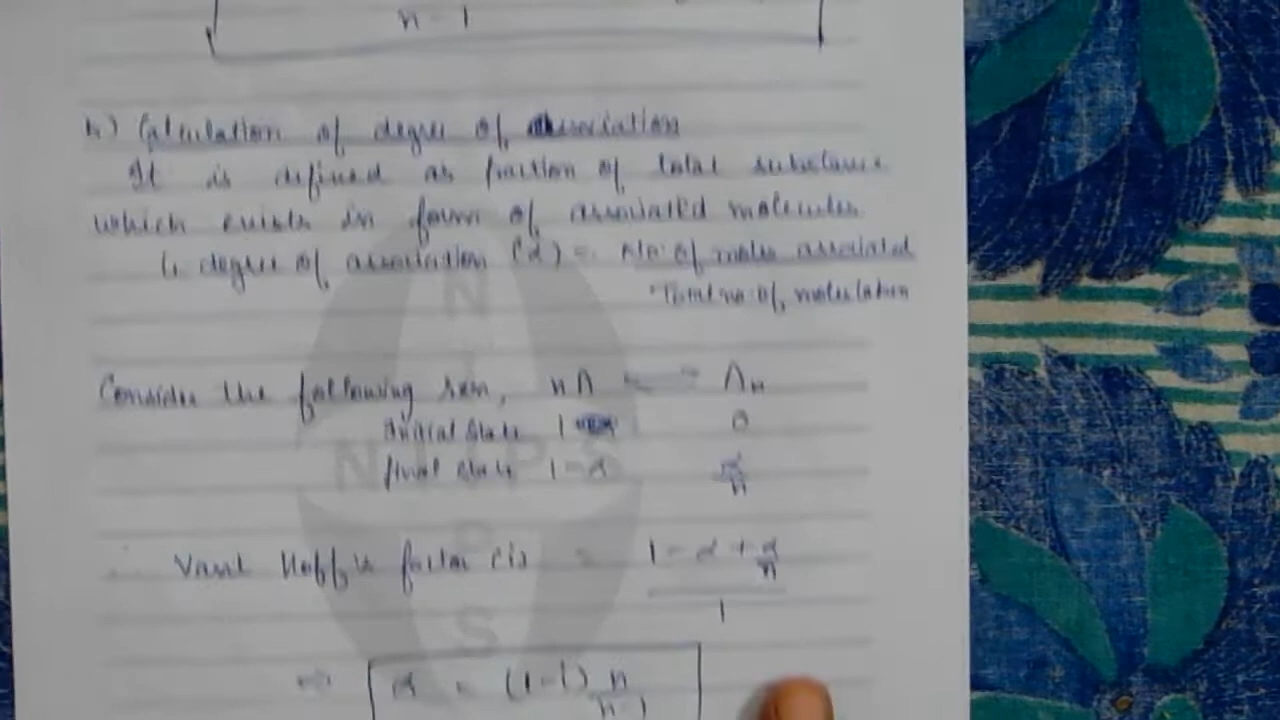 n - 1
b) Calculation of degree of association
It is defined as fraction of total substance
which exists in form of associated molecules
degree of association (α) = No. of moles associated
Total no. of moles taken
Consider the following rxn, nA ⇌ An
Initial state 1 0
final state 1-α α/n
∴ Vant Hoff's factor (i) = 1 - α + α/n
1
⇒ α = (1-i) n/n-1
N I P S
N I P S